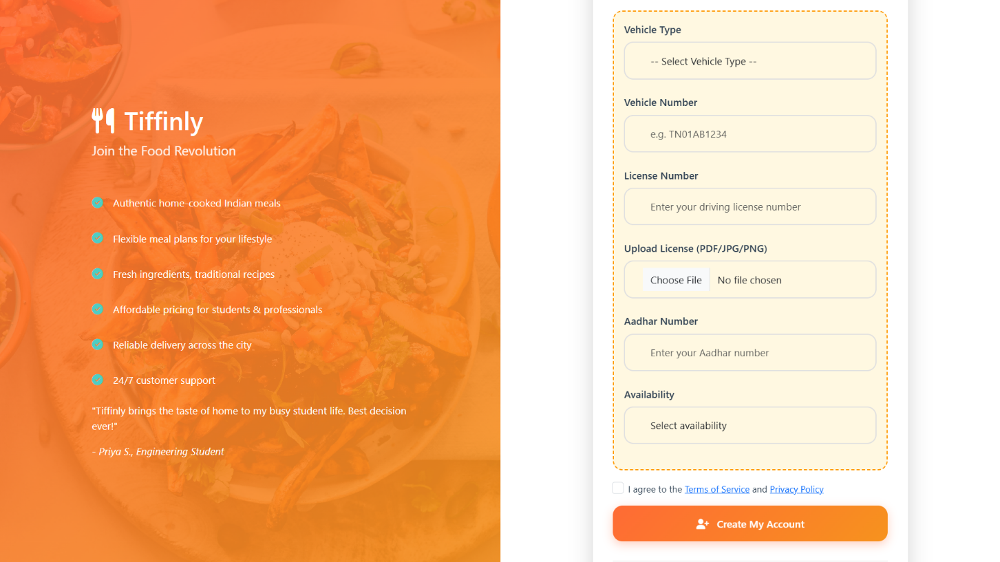 Tiffinly
Join the Food Revolution
Authentic home-cooked Indian meals
Flexible meal plans for your lifestyle
Fresh ingredients, traditional recipes
Affordable pricing for students & professionals
Reliable delivery across the city
24/7 customer support
"Tiffinly brings the taste of home to my busy student life. Best decision
ever!"
- Priya S., Engineering Student
Vehicle Type
-- Select Vehicle Type --
Vehicle Number
e.g. TN01AB1234
License Number
Enter your driving license number
Upload License (PDF/JPG/PNG)
Choose File No file chosen
Aadhar Number
Enter your Aadhar number
Availability
Select availability
I agree to the Terms of Service and Privacy Policy
Create My Account